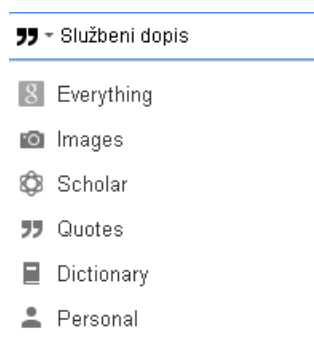 Službeni dopis
Everything
Images
Scholar
Quotes
Dictionary
Personal